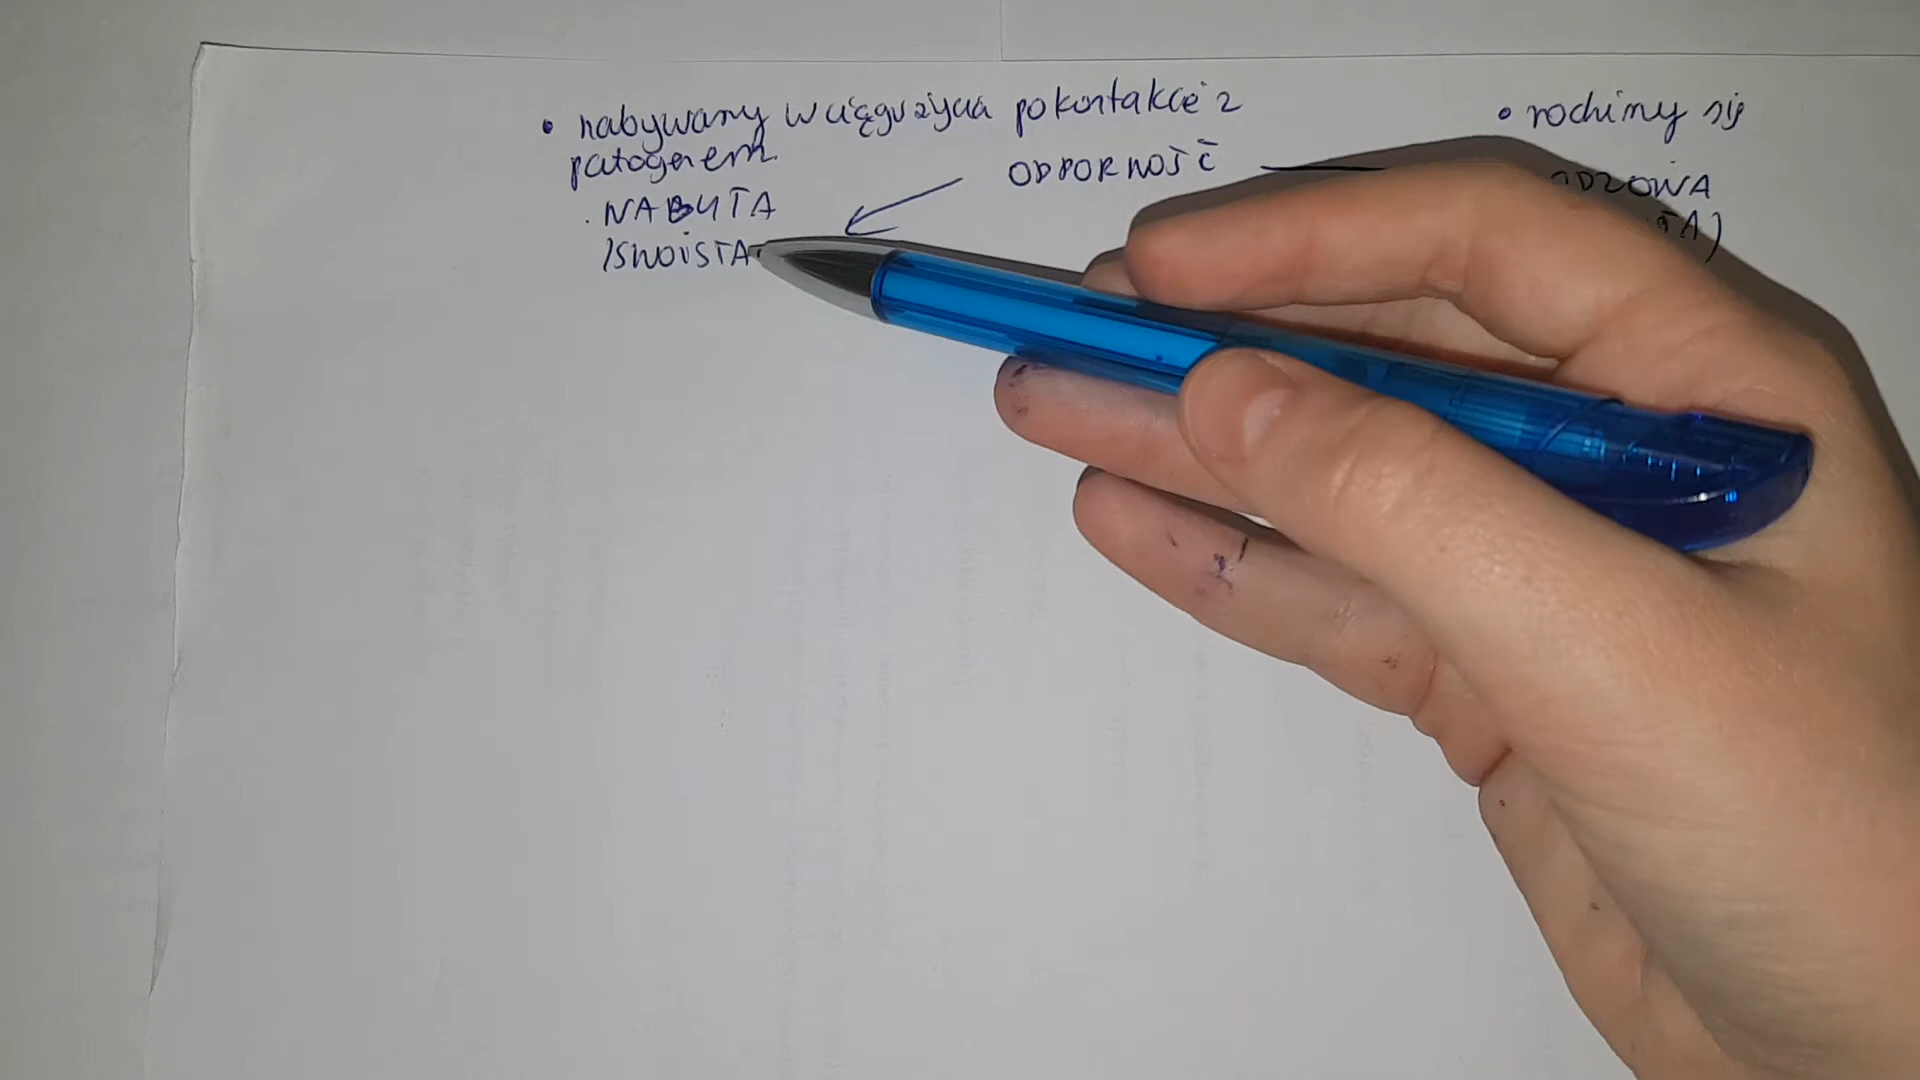 • nabywamy w ciągu życia po kontakcie z
patogenem.
• rodzimy się
ODPORNOŚĆ
NABYTA
/SWOISTA